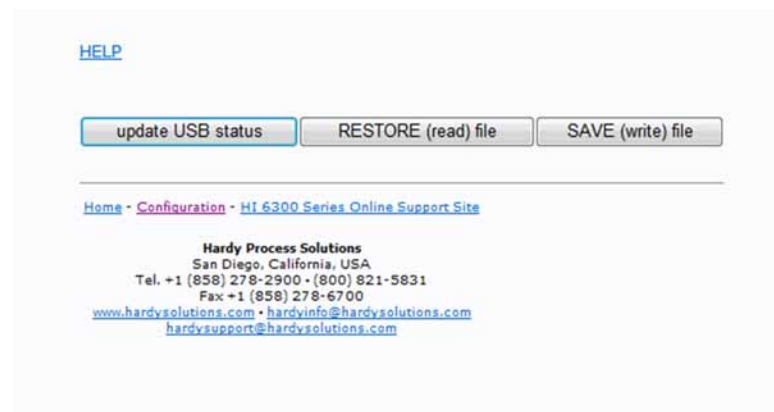 HELP
update USB status RESTORE (read) file SAVE (write) file
Home - Configuration - HI 6300 Series Online Support Site
Hardy Process Solutions
San Diego, California, USA
Tel. +1 (858) 278-2900 • (800) 821-5831
Fax +1 (858) 278-6700
www.hardysolutions.com • hardyinfo@hardysolutions.com
hardysupport@hardysolutions.com